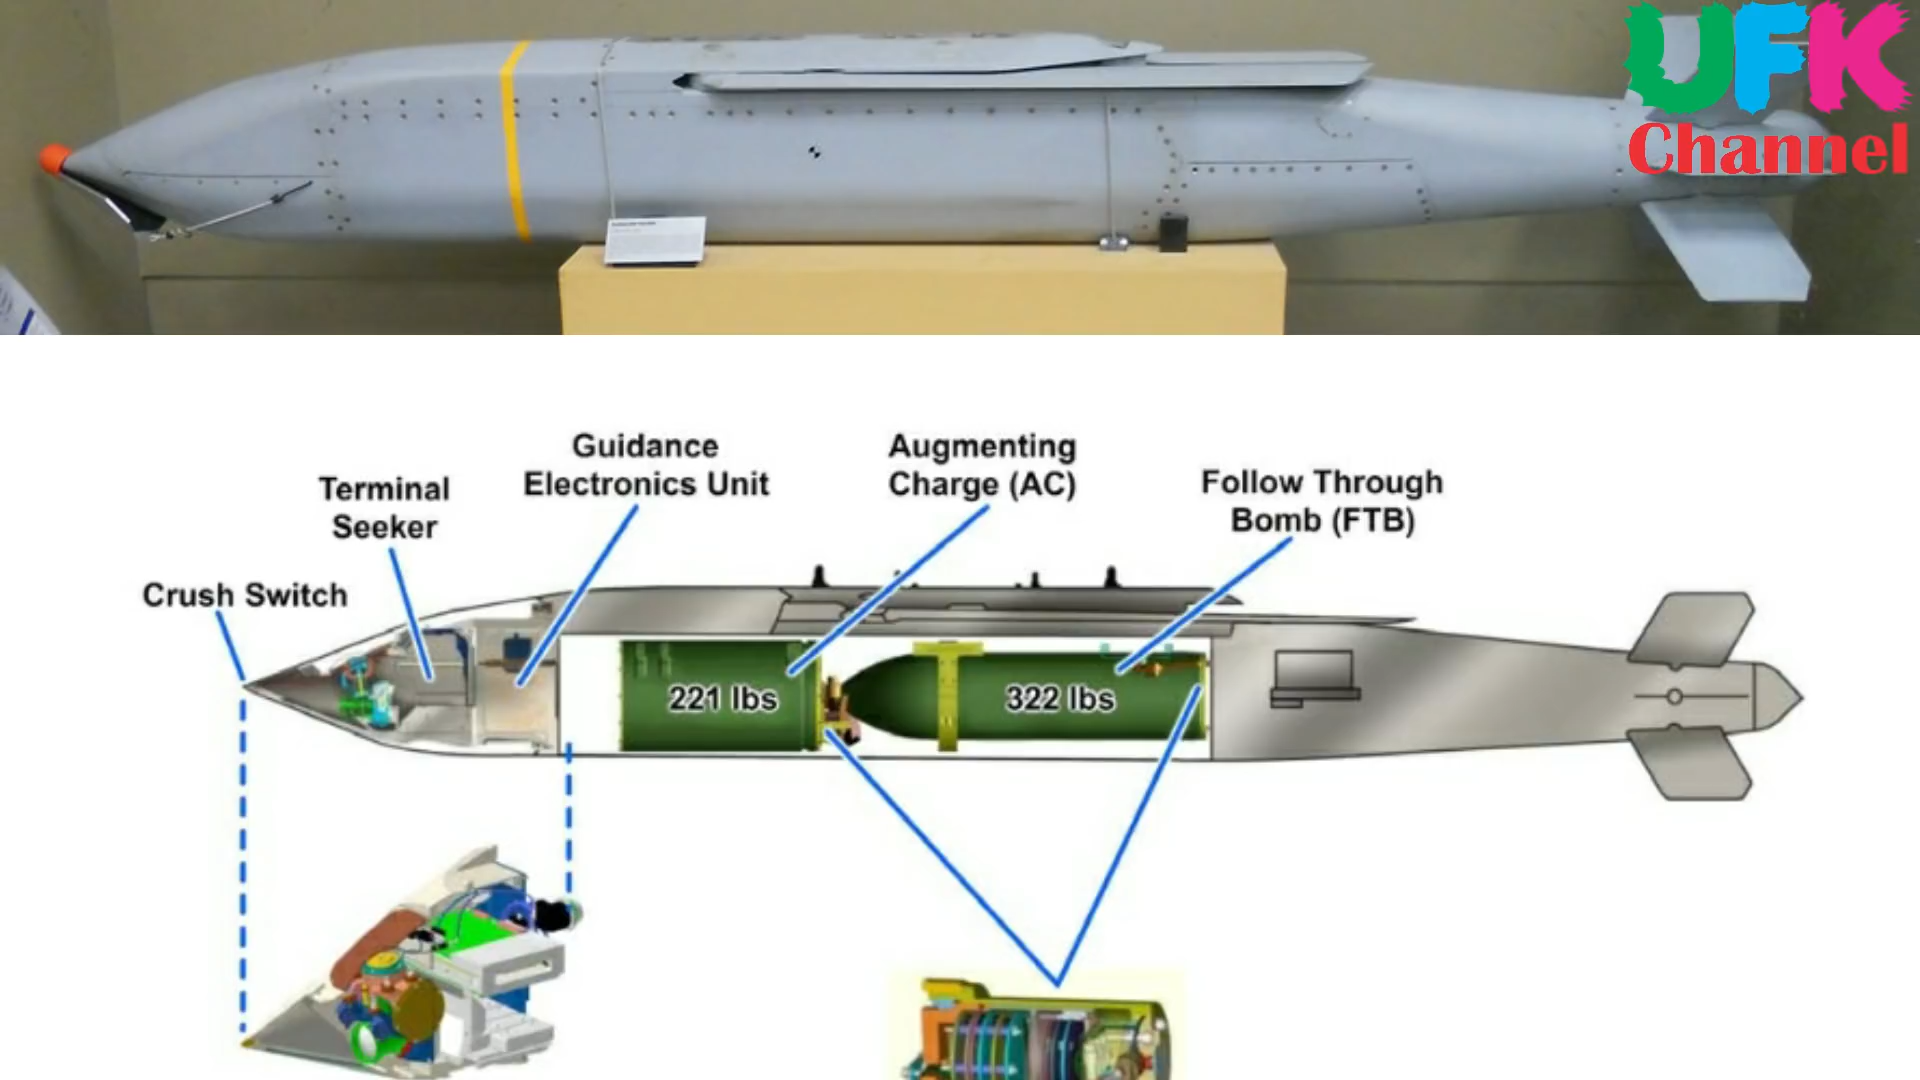 UFK
Channel
Guidance
Electronics Unit
Augmenting
Charge (AC)
Terminal
Seeker
Follow Through
Bomb (FTB)
Crush Switch
221 lbs
322 lbs